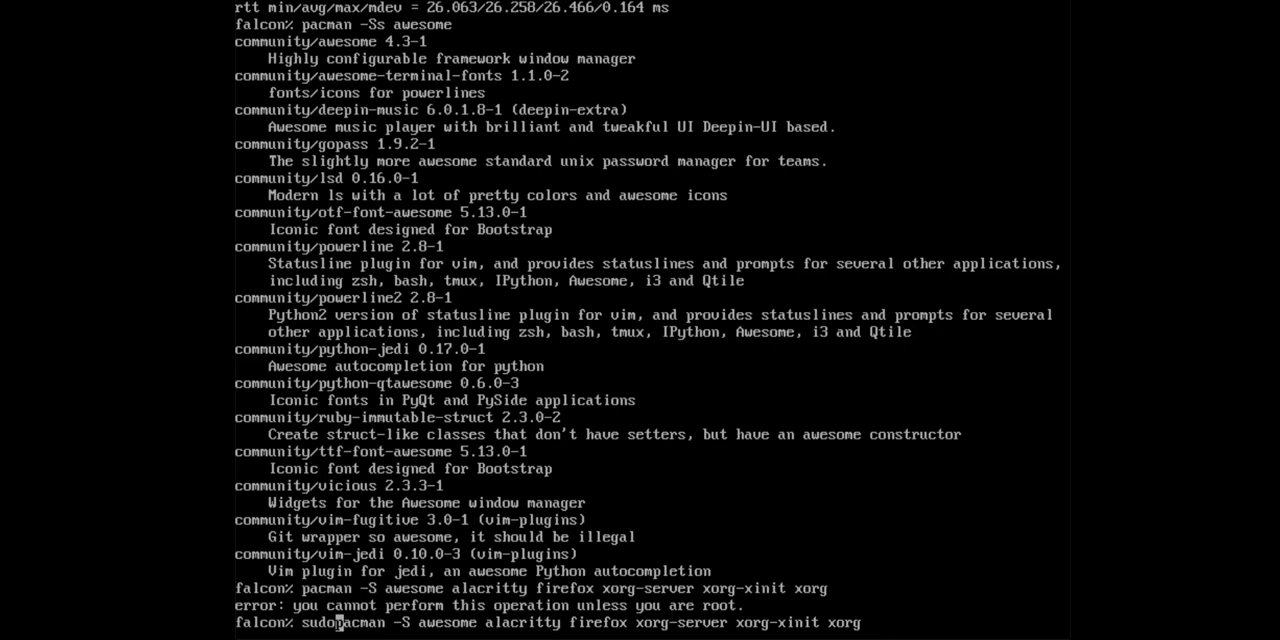 rtt min/avg/max/mdev = 26.063/26.258/26.466/0.164 ms
falcon% pacman -Ss awesome
community/awesome 4.3-1
    Highly configurable framework window manager
community/awesome-terminal-fonts 1.1.0-2
    fonts/icons for powerlines
community/deepin-music 6.0.1.8-1 (deepin-extra)
    Awesome music player with brilliant and tweakful UI Deepin-UI based.
community/gopass 1.9.2-1
    The slightly more awesome standard unix password manager for teams.
community/lsd 0.16.0-1
    Modern ls with a lot of pretty colors and awesome icons
community/otf-font-awesome 5.13.0-1
    Iconic font designed for Bootstrap
community/powerline 2.8-1
    Statusline plugin for vim, and provides statuslines and prompts for several other applications,
    including zsh, bash, tmux, IPython, Awesome, i3 and Qtile
community/powerline2 2.8-1
    Python2 version of statusline plugin for vim, and provides statuslines and prompts for several
    other applications, including zsh, bash, tmux, IPython, Awesome, i3 and Qtile
community/python-jedi 0.17.0-1
    Awesome autocompletion for python
community/python-qtawesome 0.6.0-3
    Iconic fonts in PyQt and PySide applications
community/ruby-immutable-struct 2.3.0-2
    Create struct-like classes that don't have setters, but have an awesome constructor
community/ttf-font-awesome 5.13.0-1
    Iconic font designed for Bootstrap
community/vicious 2.3.3-1
    Widgets for the Awesome window manager
community/vim-fugitive 3.0-1 (vim-plugins)
    Git wrapper so awesome, it should be illegal
community/vim-jedi 0.10.0-3 (vim-plugins)
    Vim plugin for jedi, an awesome Python autocompletion
falcon% pacman -S awesome alacritty firefox xorg-server xorg-xinit xorg
error: you cannot perform this operation unless you are root.
falcon% sudopacman -S awesome alacritty firefox xorg-server xorg-xinit xorg